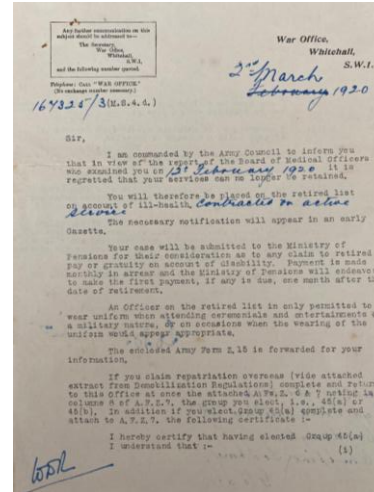 Any further communication on this
subject should be addressed to—
The Secretary,
War Office,
Whitehall,
S.W.1,
and the following number quoted.
Telephone: CALL "WAR OFFICE."
(No exchange number necessary.)
War Office,
Whitehall,
S.W.1.
2nd March
February 1920
164325/3(M.S.4.d.)
Sir,
I am commanded by the Army Council to inform you
that in view of the report of the Board of Medical Officers
who examined you on 12th February 1920 it is
regretted that your services can no longer be retained.
You will therefore be placed on the retired list
on account of ill-health, contracted on active
service
The necessary notification will appear in an early
Gazette.
Your case will be submitted to the Ministry of
Pensions for their consideration as to any claim to retired
pay or gratuity on account of disability. Payment is made
monthly in arrear and the Ministry of Pensions will endeavo
to make the first payment, if any is due, one month after th
date of retirement.
An Officer on the retired list is only permitted to
wear uniform when attending ceremonials and entertainments
a military nature, or on occasions when the wearing of the
uniform would appear appropriate.
The enclosed Army Form Z.15 is forwarded for your
information.
If you claim repatriation overseas (vide attached
extract from Demobilization Regulations) complete and retur
to this office at once the attached 6 & 7 noting in
columns 8 of A.F.Z.7. the group you elect, i.e., 45(a) or
45(b). In addition if you elect Group 45(a) complete and
attach to A.F.Z.7. the following certificate :-
I hereby certify that having elected Group 45(a)
I understand that :-
(1)